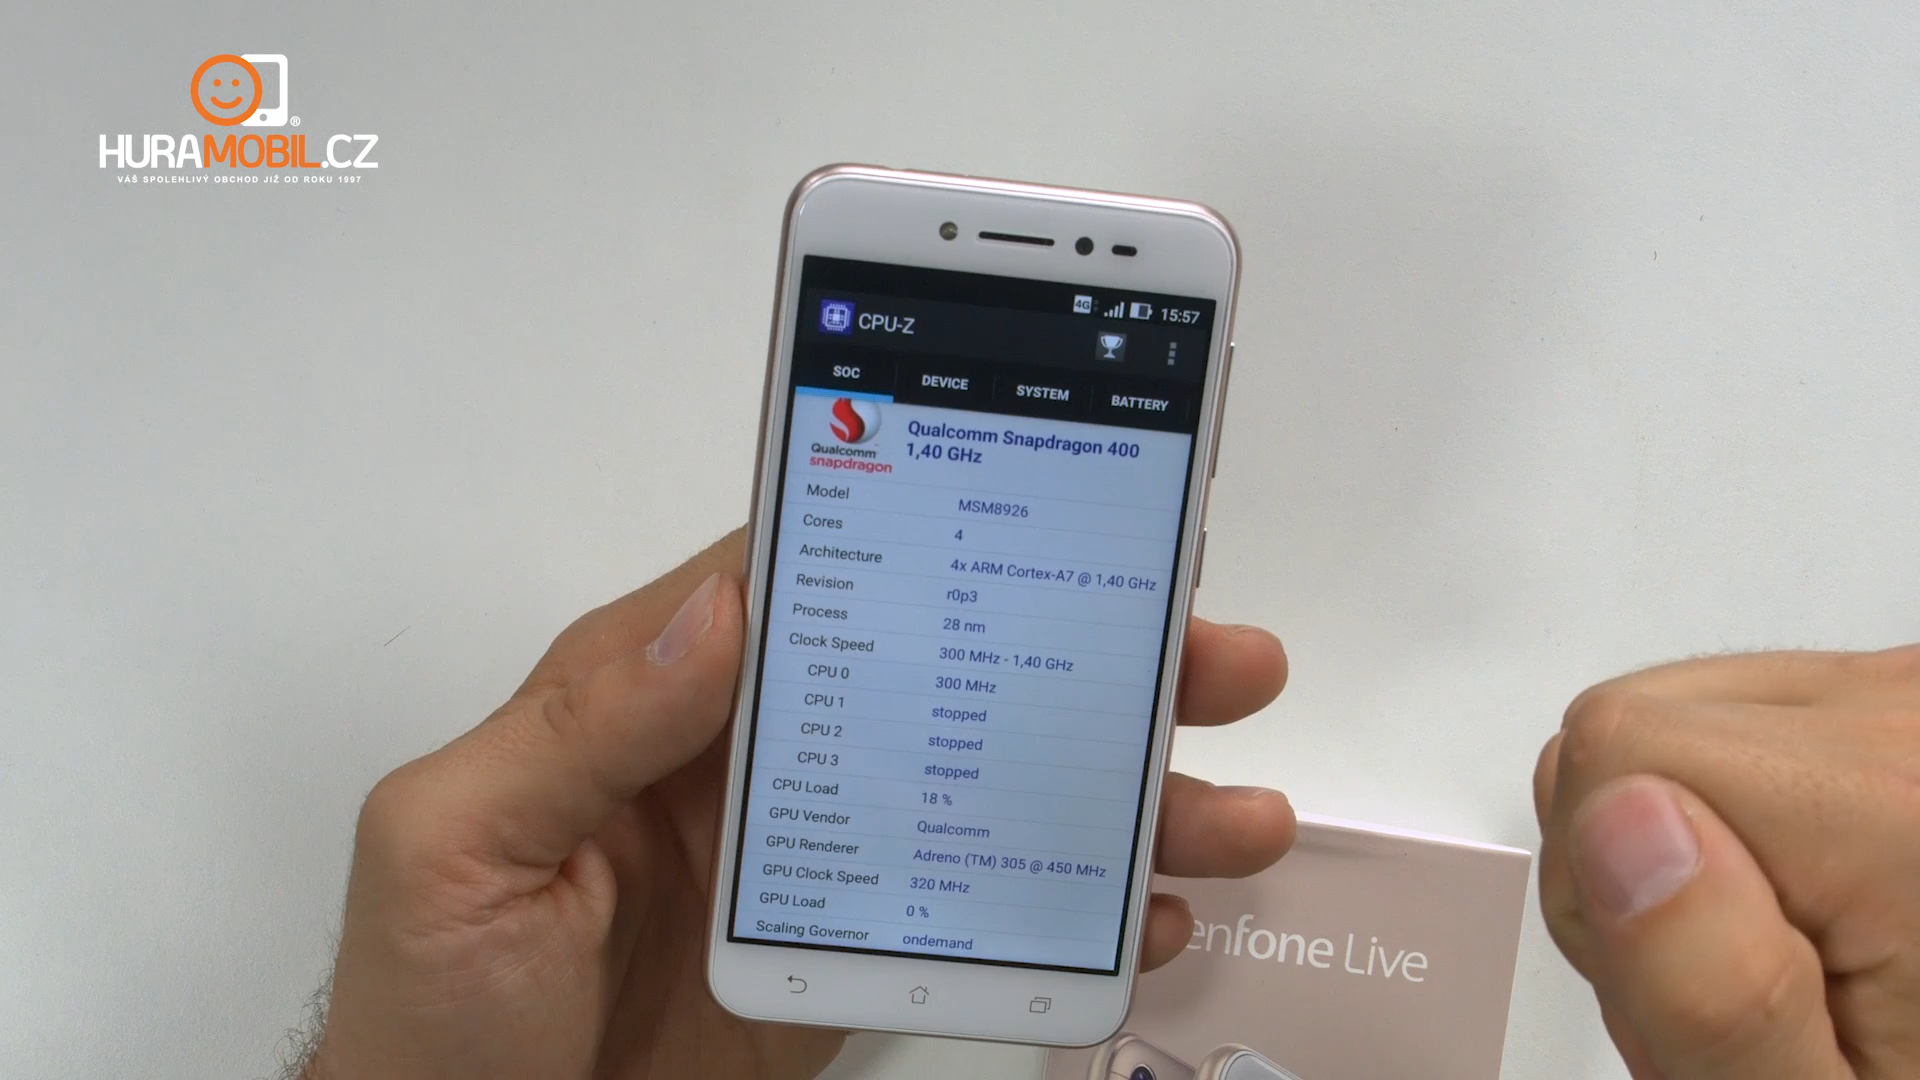 HURAMOBIL.CZ
®
VÁŠ SPOLEHLIVÝ OBCHOD JIŽ OD ROKU 1997
4G 15:57
CPU-Z
SOC DEVICE SYSTEM BATTERY
Qualcomm snapdragon
Qualcomm Snapdragon 400
1,40 GHz
Model MSM8926
Cores 4
Architecture 4x ARM Cortex-A7 @ 1,40 GHz
Revision r0p3
Process 28 nm
Clock Speed 300 MHz - 1,40 GHz
CPU 0 300 MHz
CPU 1 stopped
CPU 2 stopped
CPU 3 stopped
CPU Load 18 %
GPU Vendor Qualcomm
GPU Renderer Adreno (TM) 305 @ 450 MHz
GPU Clock Speed 320 MHz
GPU Load 0 %
Scaling Governor ondemand
enfone Live